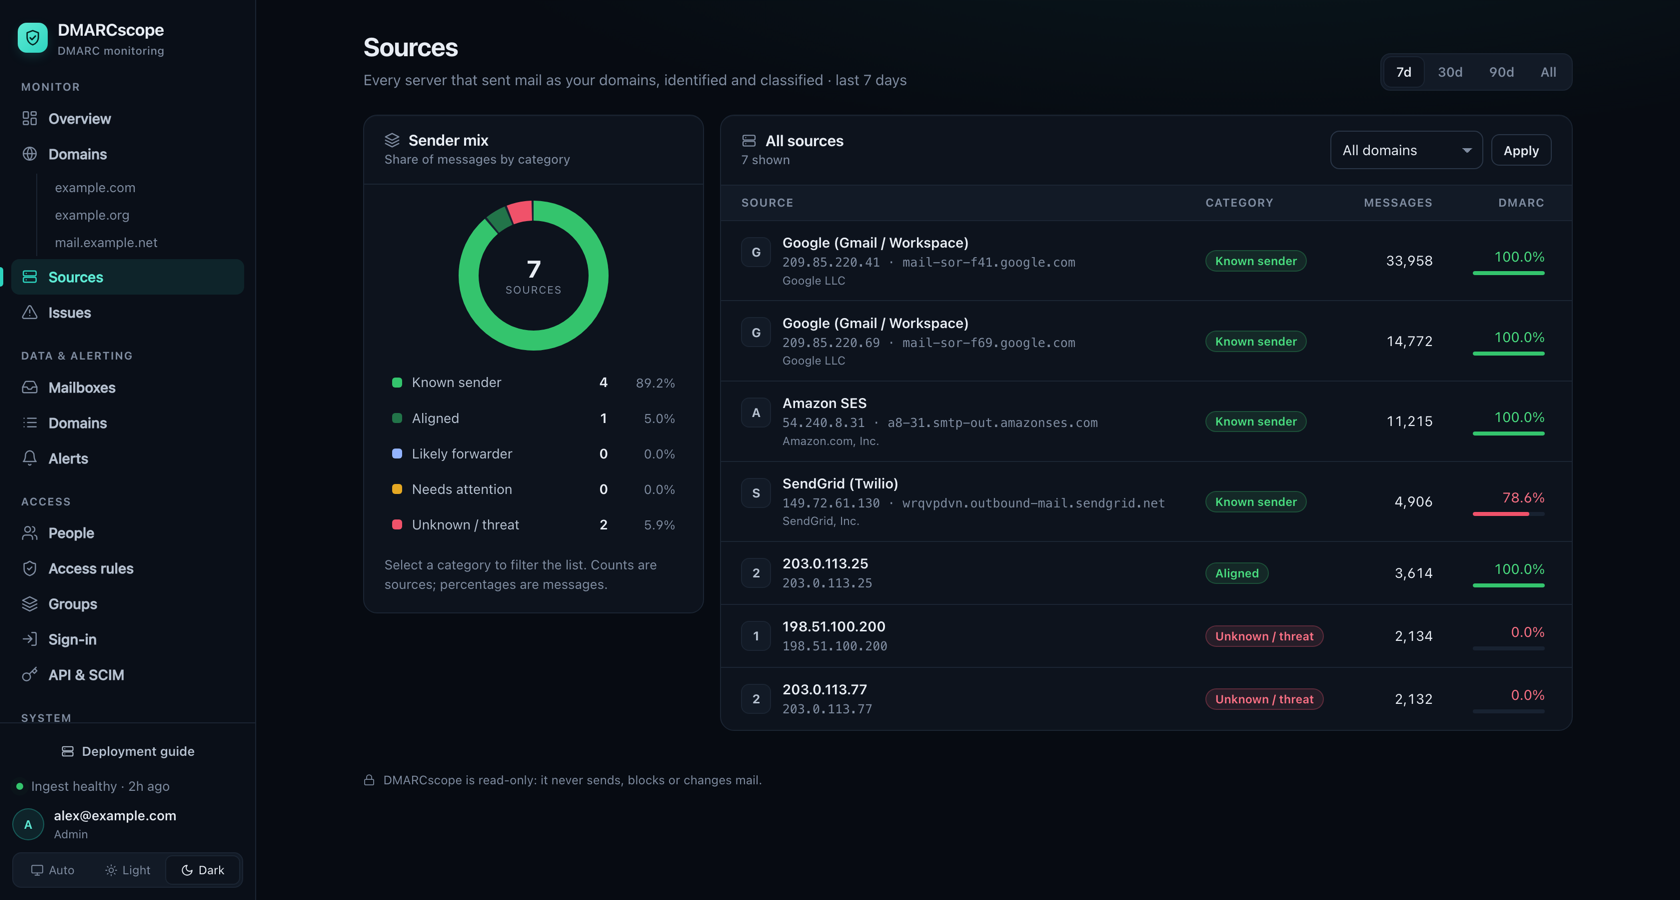 DMARCscope
DMARC monitoring
MONITOR
Overview
Domains
example.com
example.org
mail.example.net
Sources
Issues
DATA & ALERTING
Mailboxes
Domains
Alerts
ACCESS
People
Access rules
Groups
Sign-in
API & SCIM
SYSTEM
Deployment guide
Ingest healthy · 2h ago
A
alex@example.com
Admin
Auto Light Dark
Sources
Every server that sent mail as your domains, identified and classified · last 7 days
7d 30d 90d All
Sender mix
Share of messages by category
7
SOURCES
Known sender 4 89.2%
Aligned 1 5.0%
Likely forwarder 0 0.0%
Needs attention 0 0.0%
Unknown / threat 2 5.9%
Select a category to filter the list. Counts are
sources; percentages are messages.
All sources
7 shown
All domains Apply
SOURCE CATEGORY MESSAGES DMARC
G
Google (Gmail / Workspace)
209.85.220.41 · mail-sor-f41.google.com
Google LLC
Known sender 33,958 100.0%
G
Google (Gmail / Workspace)
209.85.220.69 · mail-sor-f69.google.com
Google LLC
Known sender 14,772 100.0%
A
Amazon SES
54.240.8.31 · a8-31.smtp-out.amazonses.com
Amazon.com, Inc.
Known sender 11,215 100.0%
S
SendGrid (Twilio)
149.72.61.130 · wrqvpdvn.outbound-mail.sendgrid.net
SendGrid, Inc.
Known sender 4,906 78.6%
2
203.0.113.25
203.0.113.25
Aligned 3,614 100.0%
1
198.51.100.200
198.51.100.200
Unknown / threat 2,134 0.0%
2
203.0.113.77
203.0.113.77
Unknown / threat 2,132 0.0%
DMARCscope is read-only: it never sends, blocks or changes mail.